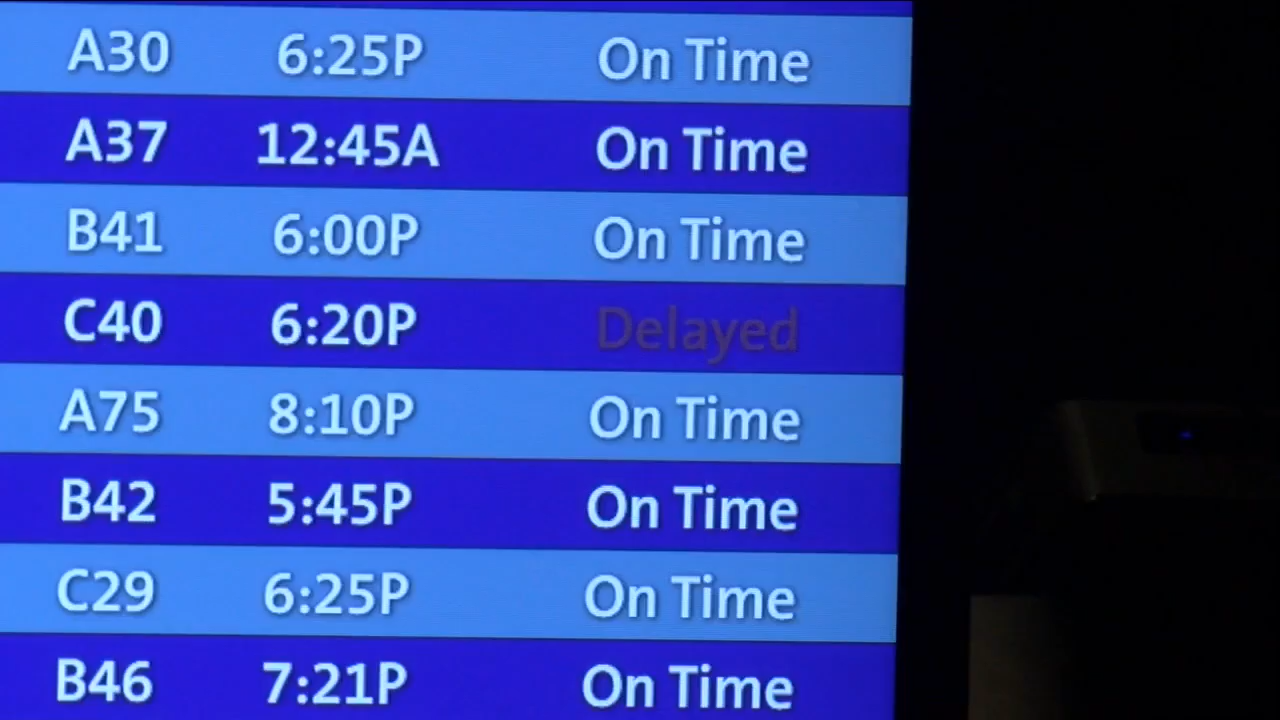 A30 6:25P On Time
A37 12:45A On Time
B41 6:00P On Time
C40 6:20P Delayed
A75 8:10P On Time
B42 5:45P On Time
C29 6:25P On Time
B46 7:21P On Time